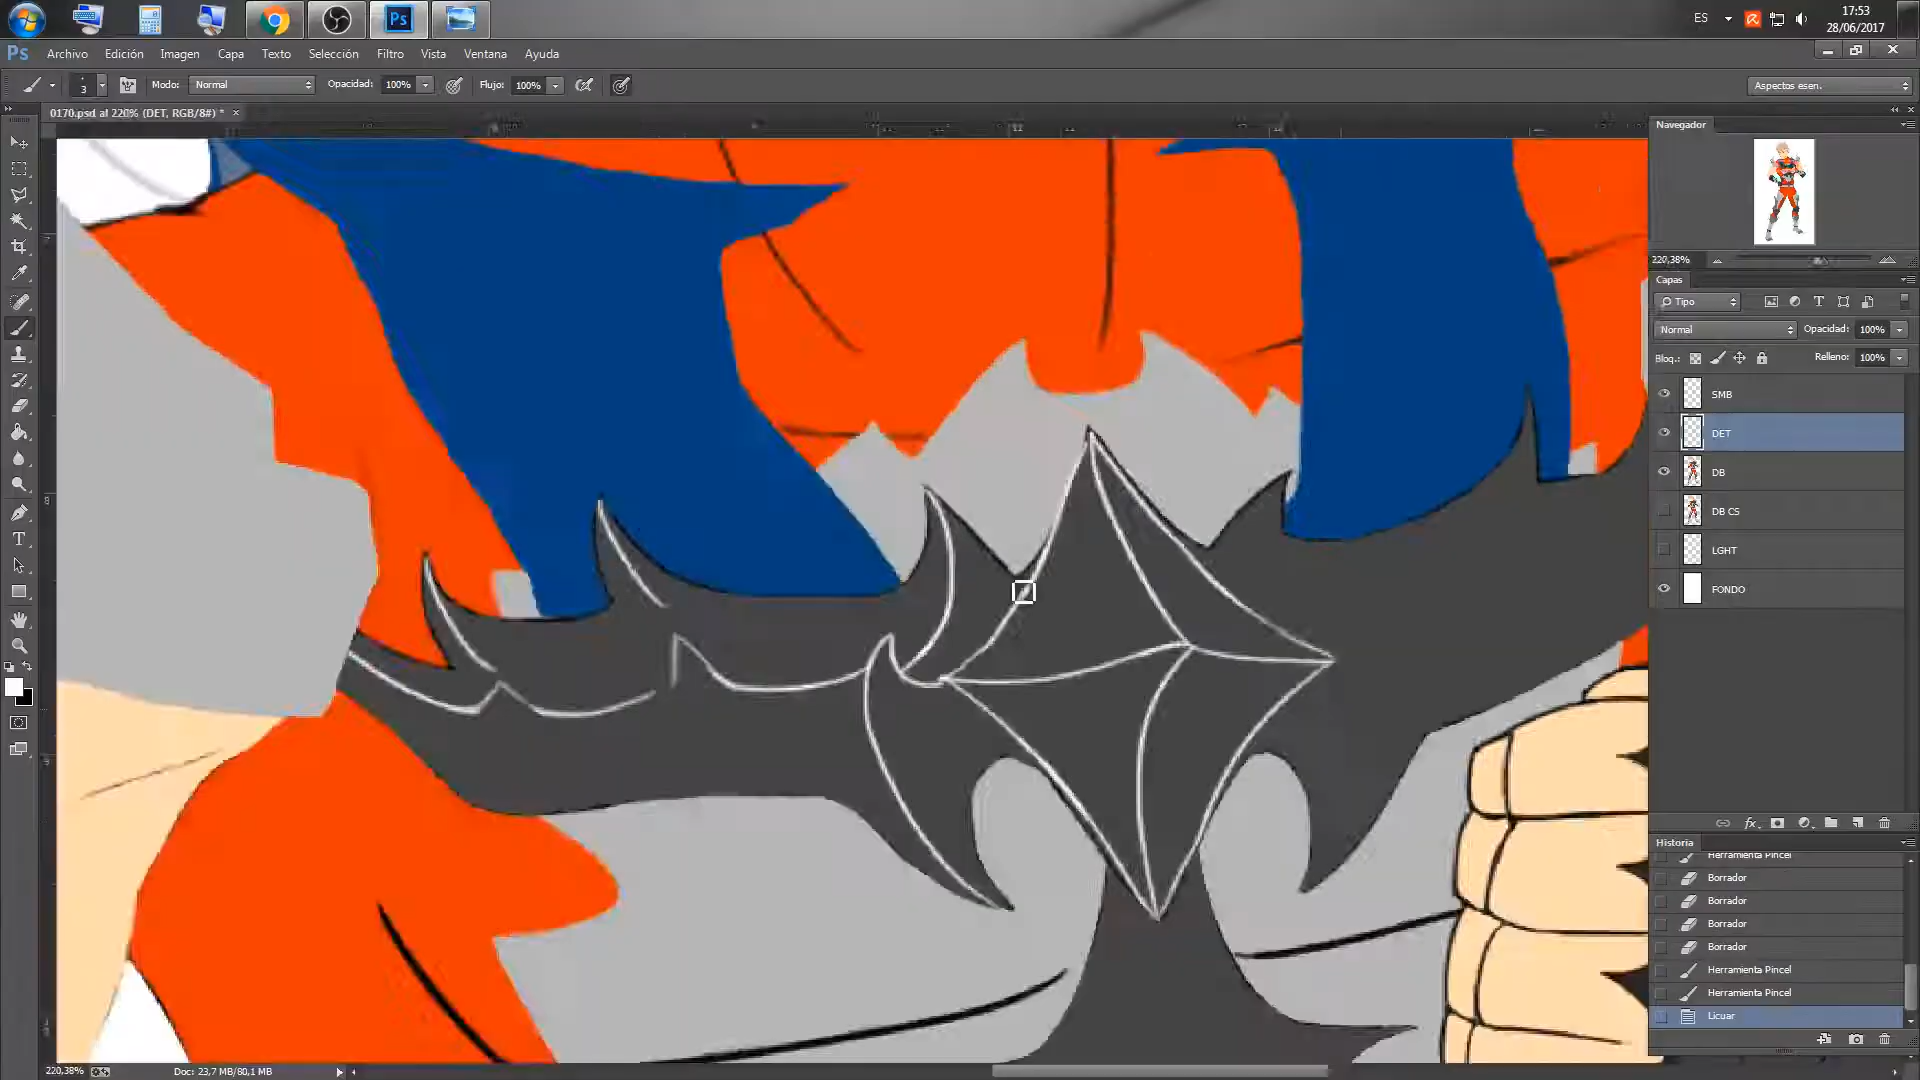 ES
17:53
28/06/2017
Ps
Ps
Archivo Edición Imagen Capa Texto Selección Filtro Vista Ventana Ayuda
3
Modo: Normal
Opacidad: 100%
Flujo: 100%
Aspectos esen.
0170.psd al 220% (DET, RGB/8#) * ×
Navegador
220,38%
Capas
Tipo
Normal
Opacidad: 100%
Bloq.:
Relleno: 100%
SMB
DET
DB
DB CS
LGHT
FONDO
fx
Historia
Herramienta Pincel
Borrador
Borrador
Borrador
Borrador
Herramienta Pincel
Herramienta Pincel
Licuar
220,38%
Doc: 23,7 MB/80,1 MB